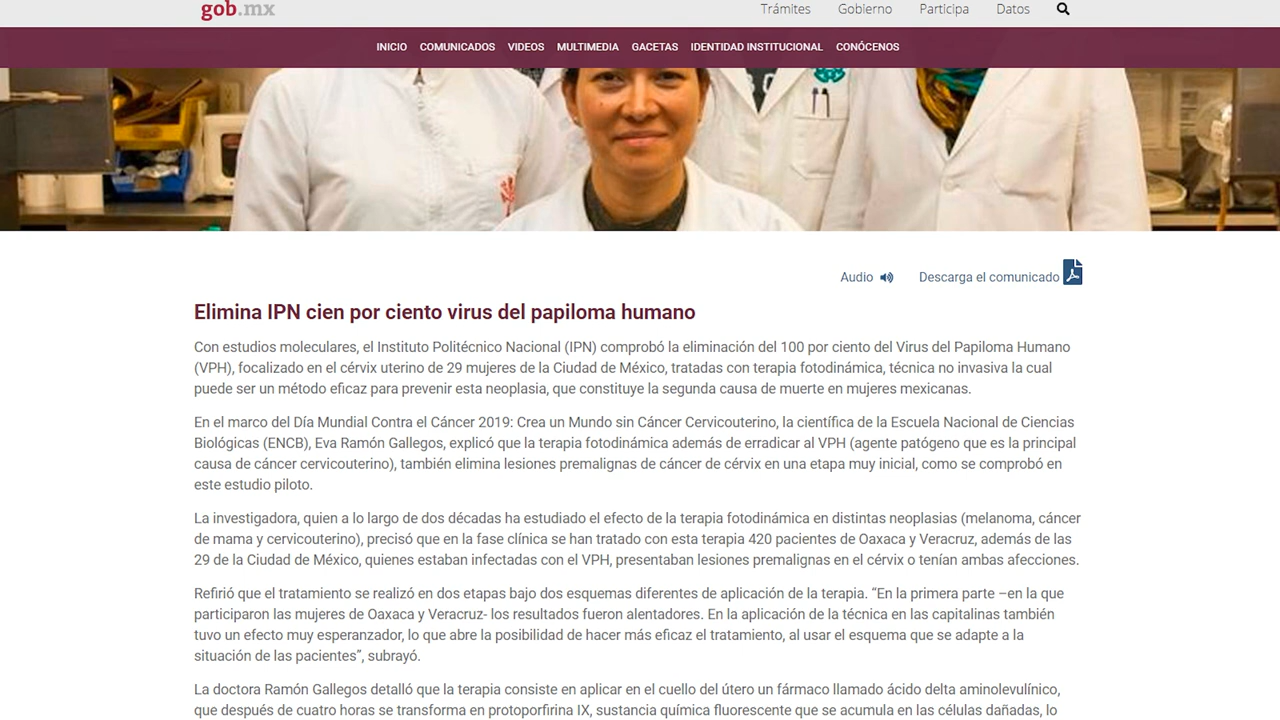 gob.mx
Trámites Gobierno Participa Datos
INICIO COMUNICADOS VIDEOS MULTIMEDIA GACETAS IDENTIDAD INSTITUCIONAL CONÓCENOS
Audio Descarga el comunicado
Elimina IPN cien por ciento virus del papiloma humano
Con estudios moleculares, el Instituto Politécnico Nacional (IPN) comprobó la eliminación del 100 por ciento del Virus del Papiloma Humano
(VPH), focalizado en el cérvix uterino de 29 mujeres de la Ciudad de México, tratadas con terapia fotodinámica, técnica no invasiva la cual
puede ser un método eficaz para prevenir esta neoplasia, que constituye la segunda causa de muerte en mujeres mexicanas.
En el marco del Día Mundial Contra el Cáncer 2019: Crea un Mundo sin Cáncer Cervicouterino, la científica de la Escuela Nacional de Ciencias
Biológicas (ENCB), Eva Ramón Gallegos, explicó que la terapia fotodinámica además de erradicar al VPH (agente patógeno que es la principal
causa de cáncer cervicouterino), también elimina lesiones premalignas de cáncer de cérvix en una etapa muy inicial, como se comprobó en
este estudio piloto.
La investigadora, quien a lo largo de dos décadas ha estudiado el efecto de la terapia fotodinámica en distintas neoplasias (melanoma, cáncer
de mama y cervicouterino), precisó que en la fase clínica se han tratado con esta terapia 420 pacientes de Oaxaca y Veracruz, además de las
29 de la Ciudad de México, quienes estaban infectadas con el VPH, presentaban lesiones premalignas en el cérvix o tenían ambas afecciones.
Refirió que el tratamiento se realizó en dos etapas bajo dos esquemas diferentes de aplicación de la terapia. “En la primera parte –en la que
participaron las mujeres de Oaxaca y Veracruz- los resultados fueron alentadores. En la aplicación de la técnica en las capitalinas también
tuvo un efecto muy esperanzador, lo que abre la posibilidad de hacer más eficaz el tratamiento, al usar el esquema que se adapte a la
situación de las pacientes”, subrayó.
La doctora Ramón Gallegos detalló que la terapia consiste en aplicar en el cuello del útero un fármaco llamado ácido delta aminolevulínico,
que después de cuatro horas se transforma en protoporfirina IX, sustancia química fluorescente que se acumula en las células dañadas, lo